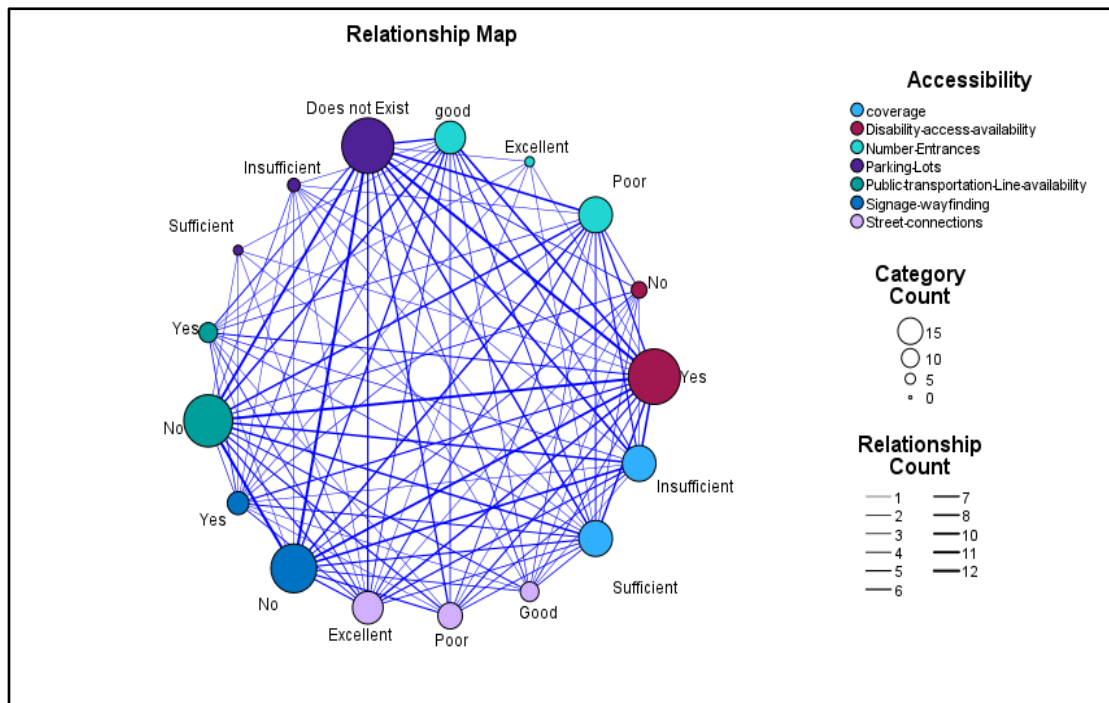 Relationship Map
Does not Exist
good
Excellent
Insufficient
Poor
Sufficient
No
Yes
Yes
No
Insufficient
Yes
Sufficient
No
Good
Excellent
Poor
Accessibility
coverage
Disability-access-availability
Number-Entrances
Parking-Lots
Public-transportation-Line-availability
Signage-wayfinding
Street-connections
Category
Count
15
10
5
0
Relationship
Count
1
2
3
4
5
6
7
8
10
11
12